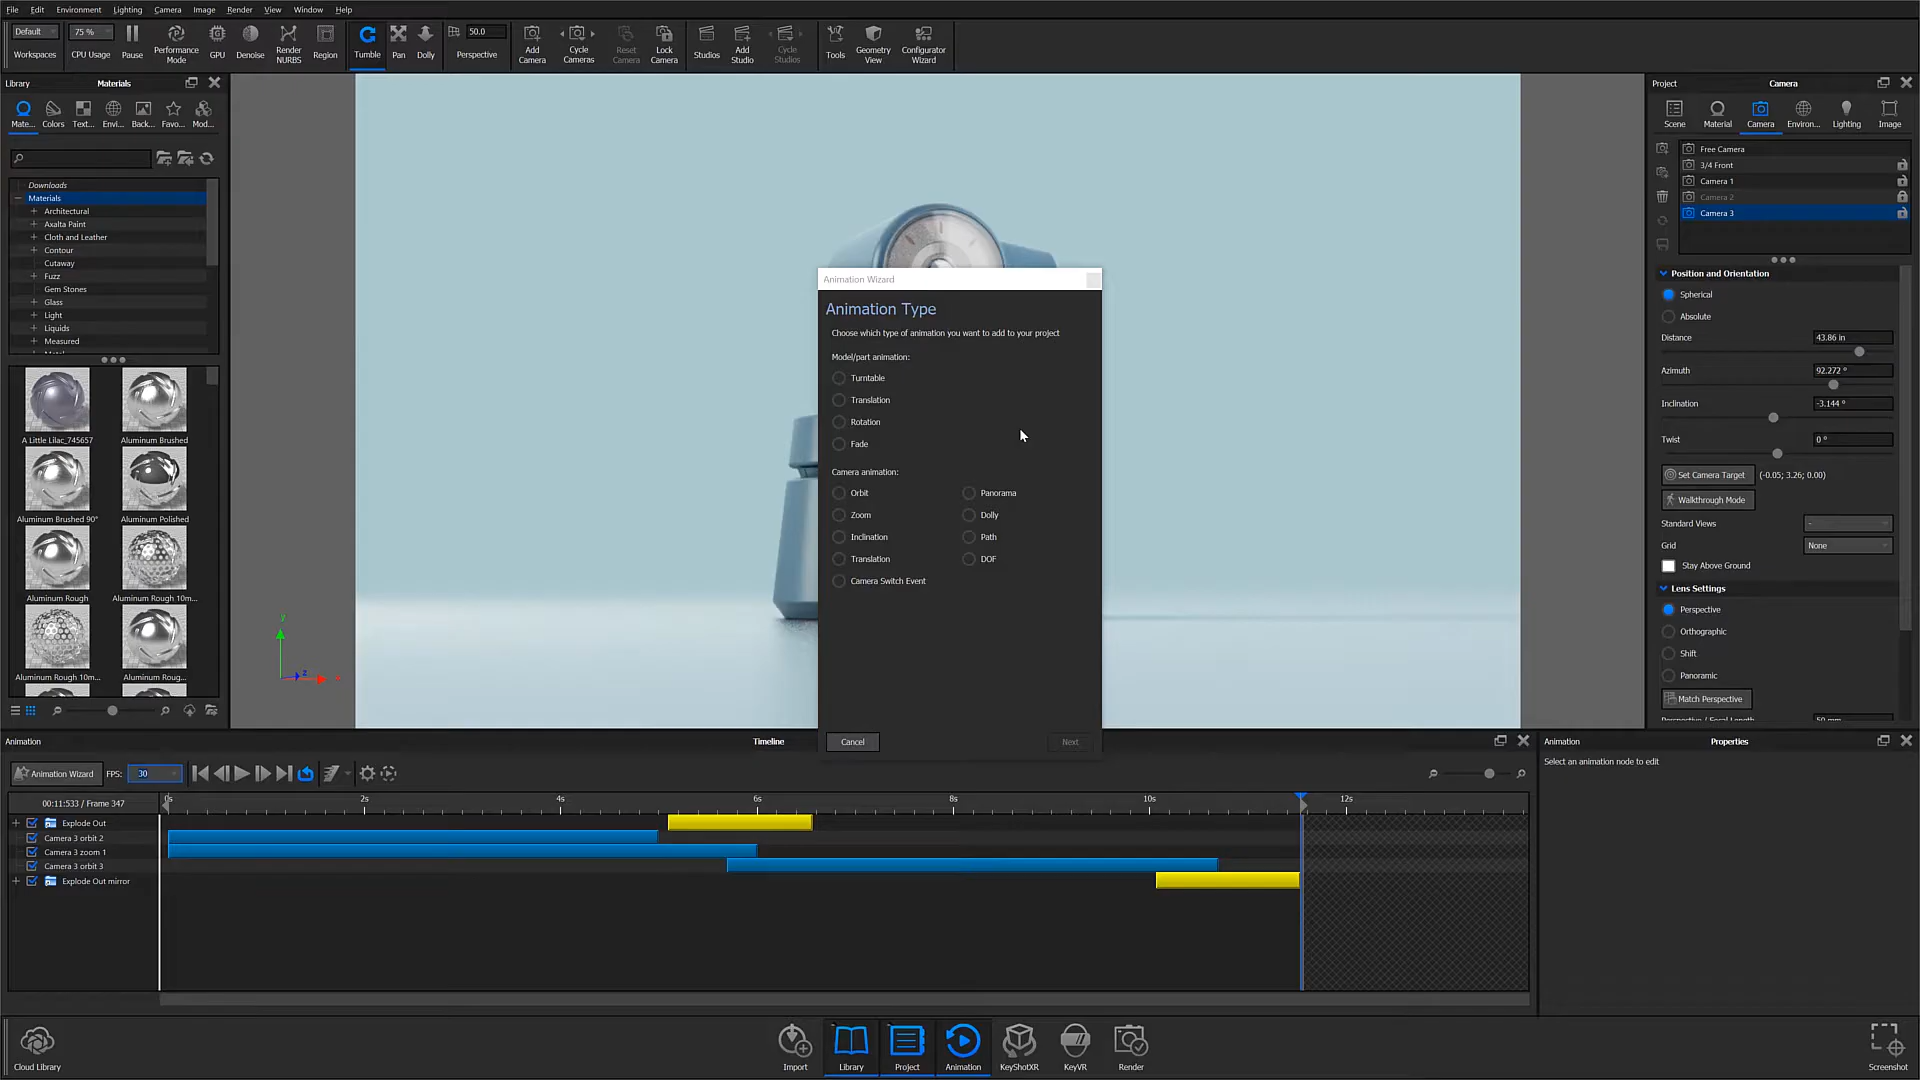 File Edit Environment Lighting Camera Image Render View Window Help
Default 75 % 50.0
Workspaces CPU Usage Pause Performance Mode GPU Denoise Render NURBS Region Tumble Pan Dolly Perspective Add Camera Cycle Cameras Reset Camera Lock Camera Studios Add Studio Cycle Studios Tools Geometry View Configurator Wizard
Library Materials
Mate... Colors Text... Envi... Back... Favo... Mod...
Downloads
Materials
Architectural
Axalta Paint
Cloth and Leather
Contour
Cutaway
Fuzz
Gem Stones
Glass
Light
Liquids
Measured
A Little Lilac_745657 Aluminum Brushed
Aluminum Brushed 90° Aluminum Polished
Aluminum Rough Aluminum Rough 10m...
Aluminum Rough 10m... Aluminum Roug...
y
z
x
Animation Wizard
Animation Type
Choose which type of animation you want to add to your project
Model/part animation:
Turntable
Translation
Rotation
Fade
Camera animation:
Orbit Panorama
Zoom Dolly
Inclination Path
Translation DOF
Camera Switch Event
Cancel Next
Project Camera
Scene Material Camera Environ... Lighting Image
Free Camera
3/4 Front
Camera 1
Camera 2
Camera 3
Position and Orientation
Spherical
Absolute
Distance 43.86 in
Azimuth 92.272 °
Inclination -3.144 °
Twist 0 °
Set Camera Target (-0.05; 3.26; 0.00)
Walkthrough Mode
Standard Views -
Grid None
Stay Above Ground
Lens Settings
Perspective
Orthographic
Shift
Panoramic
Match Perspective
Perspective / Focal Length 50 mm
Animation Timeline
Animation Wizard FPS: 30
00:11:533 / Frame 347 0s 2s 4s 6s 8s 10s 12s
Explode Out
Camera 3 orbit 2
Camera 3 zoom 1
Camera 3 orbit 3
Explode Out mirror
Animation Properties
Select an animation node to edit
Cloud Library Import Library Project Animation KeyShotXR KeyVR Render Screenshot